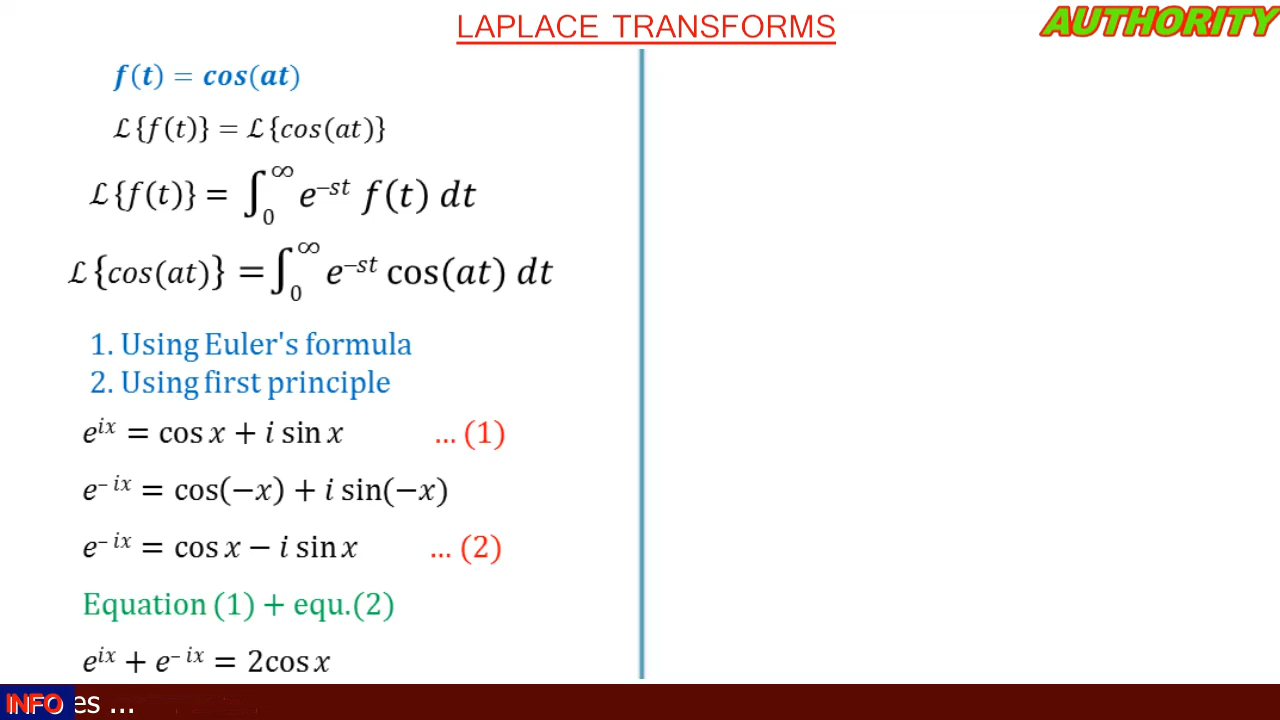 LAPLACE TRANSFORMS
AUTHORITY
f(t) = cos(at)
ℒ{f(t)} = ℒ{cos(at)}
ℒ{f(t)} = ∫₀^∞ e^–st f(t) dt
ℒ{cos(at)} = ∫₀^∞ e^–st cos(at) dt
1. Using Euler's formula
2. Using first principle
e^ix = cos x + i sin x ... (1)
e^– ix = cos(−x) + i sin(−x)
e^– ix = cos x − i sin x ... (2)
Equation (1) + equ.(2)
e^ix + e^– ix = 2cos x
INFO es ...